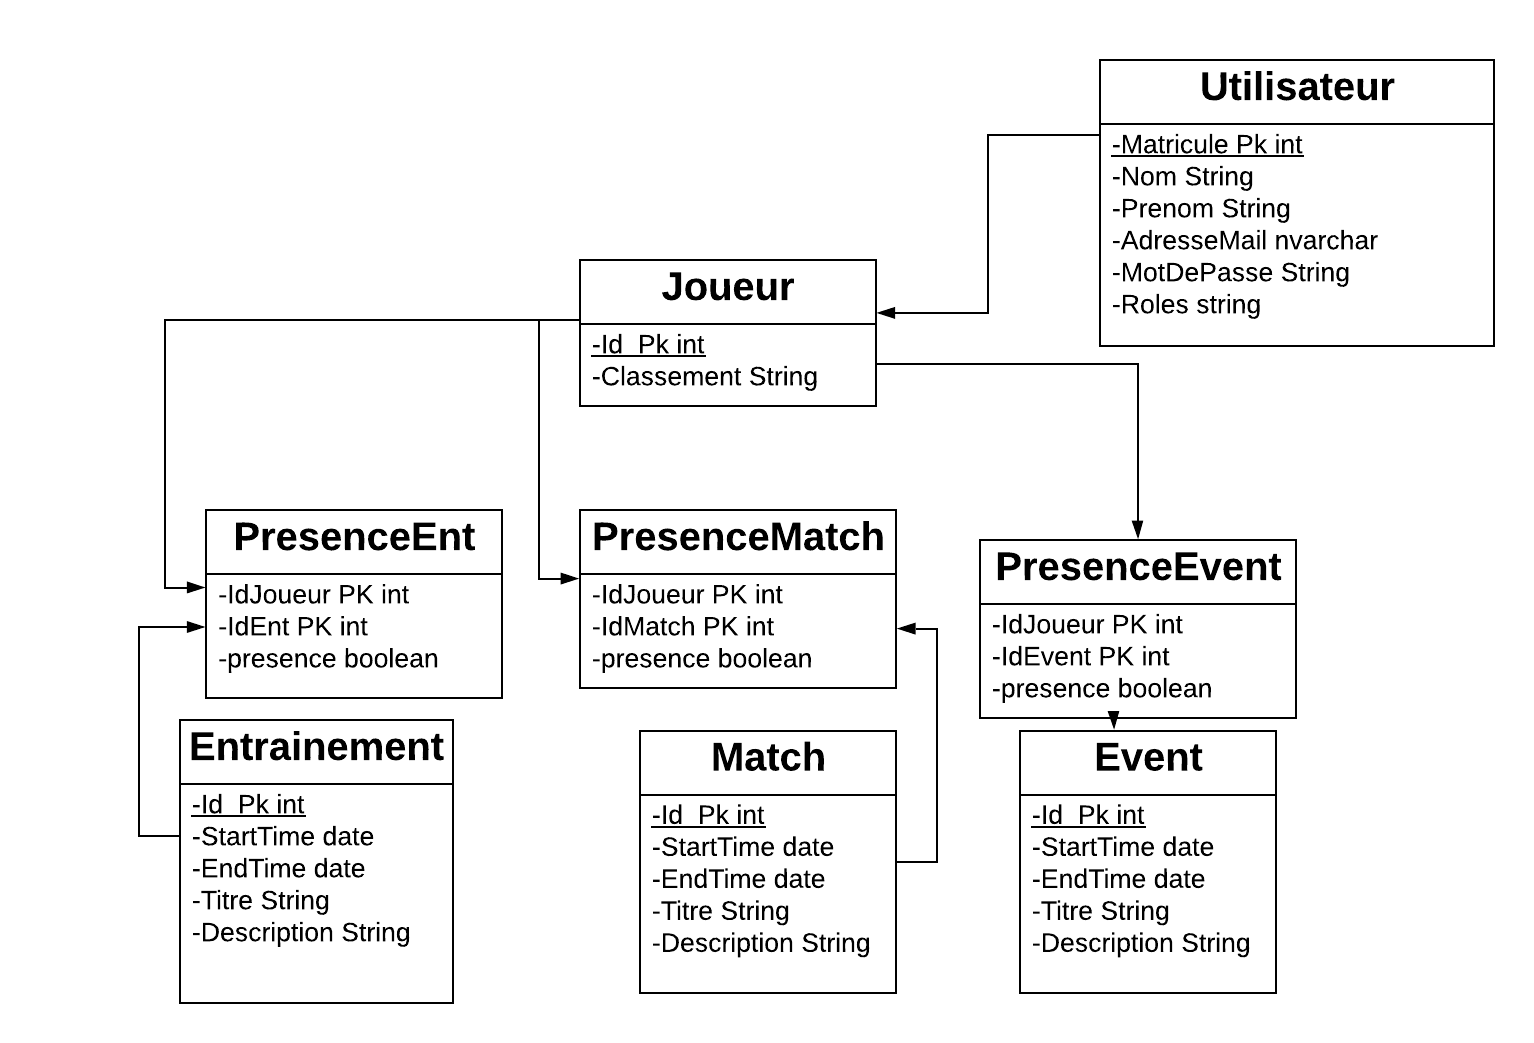 Utilisateur
-Matricule Pk int
-Nom String
-Prenom String
-AdresseMail nvarchar
-MotDePasse String
-Roles string
Joueur
-Id  Pk int
-Classement String
PresenceEnt
-IdJoueur PK int
-IdEnt PK int
-presence boolean
PresenceMatch
-IdJoueur PK int
-IdMatch PK int
-presence boolean
PresenceEvent
-IdJoueur PK int
-IdEvent PK int
-presence boolean
Entrainement
-Id  Pk int
-StartTime date
-EndTime date
-Titre String
-Description String
Match
-Id  Pk int
-StartTime date
-EndTime date
-Titre String
-Description String
Event
-Id  Pk int
-StartTime date
-EndTime date
-Titre String
-Description String